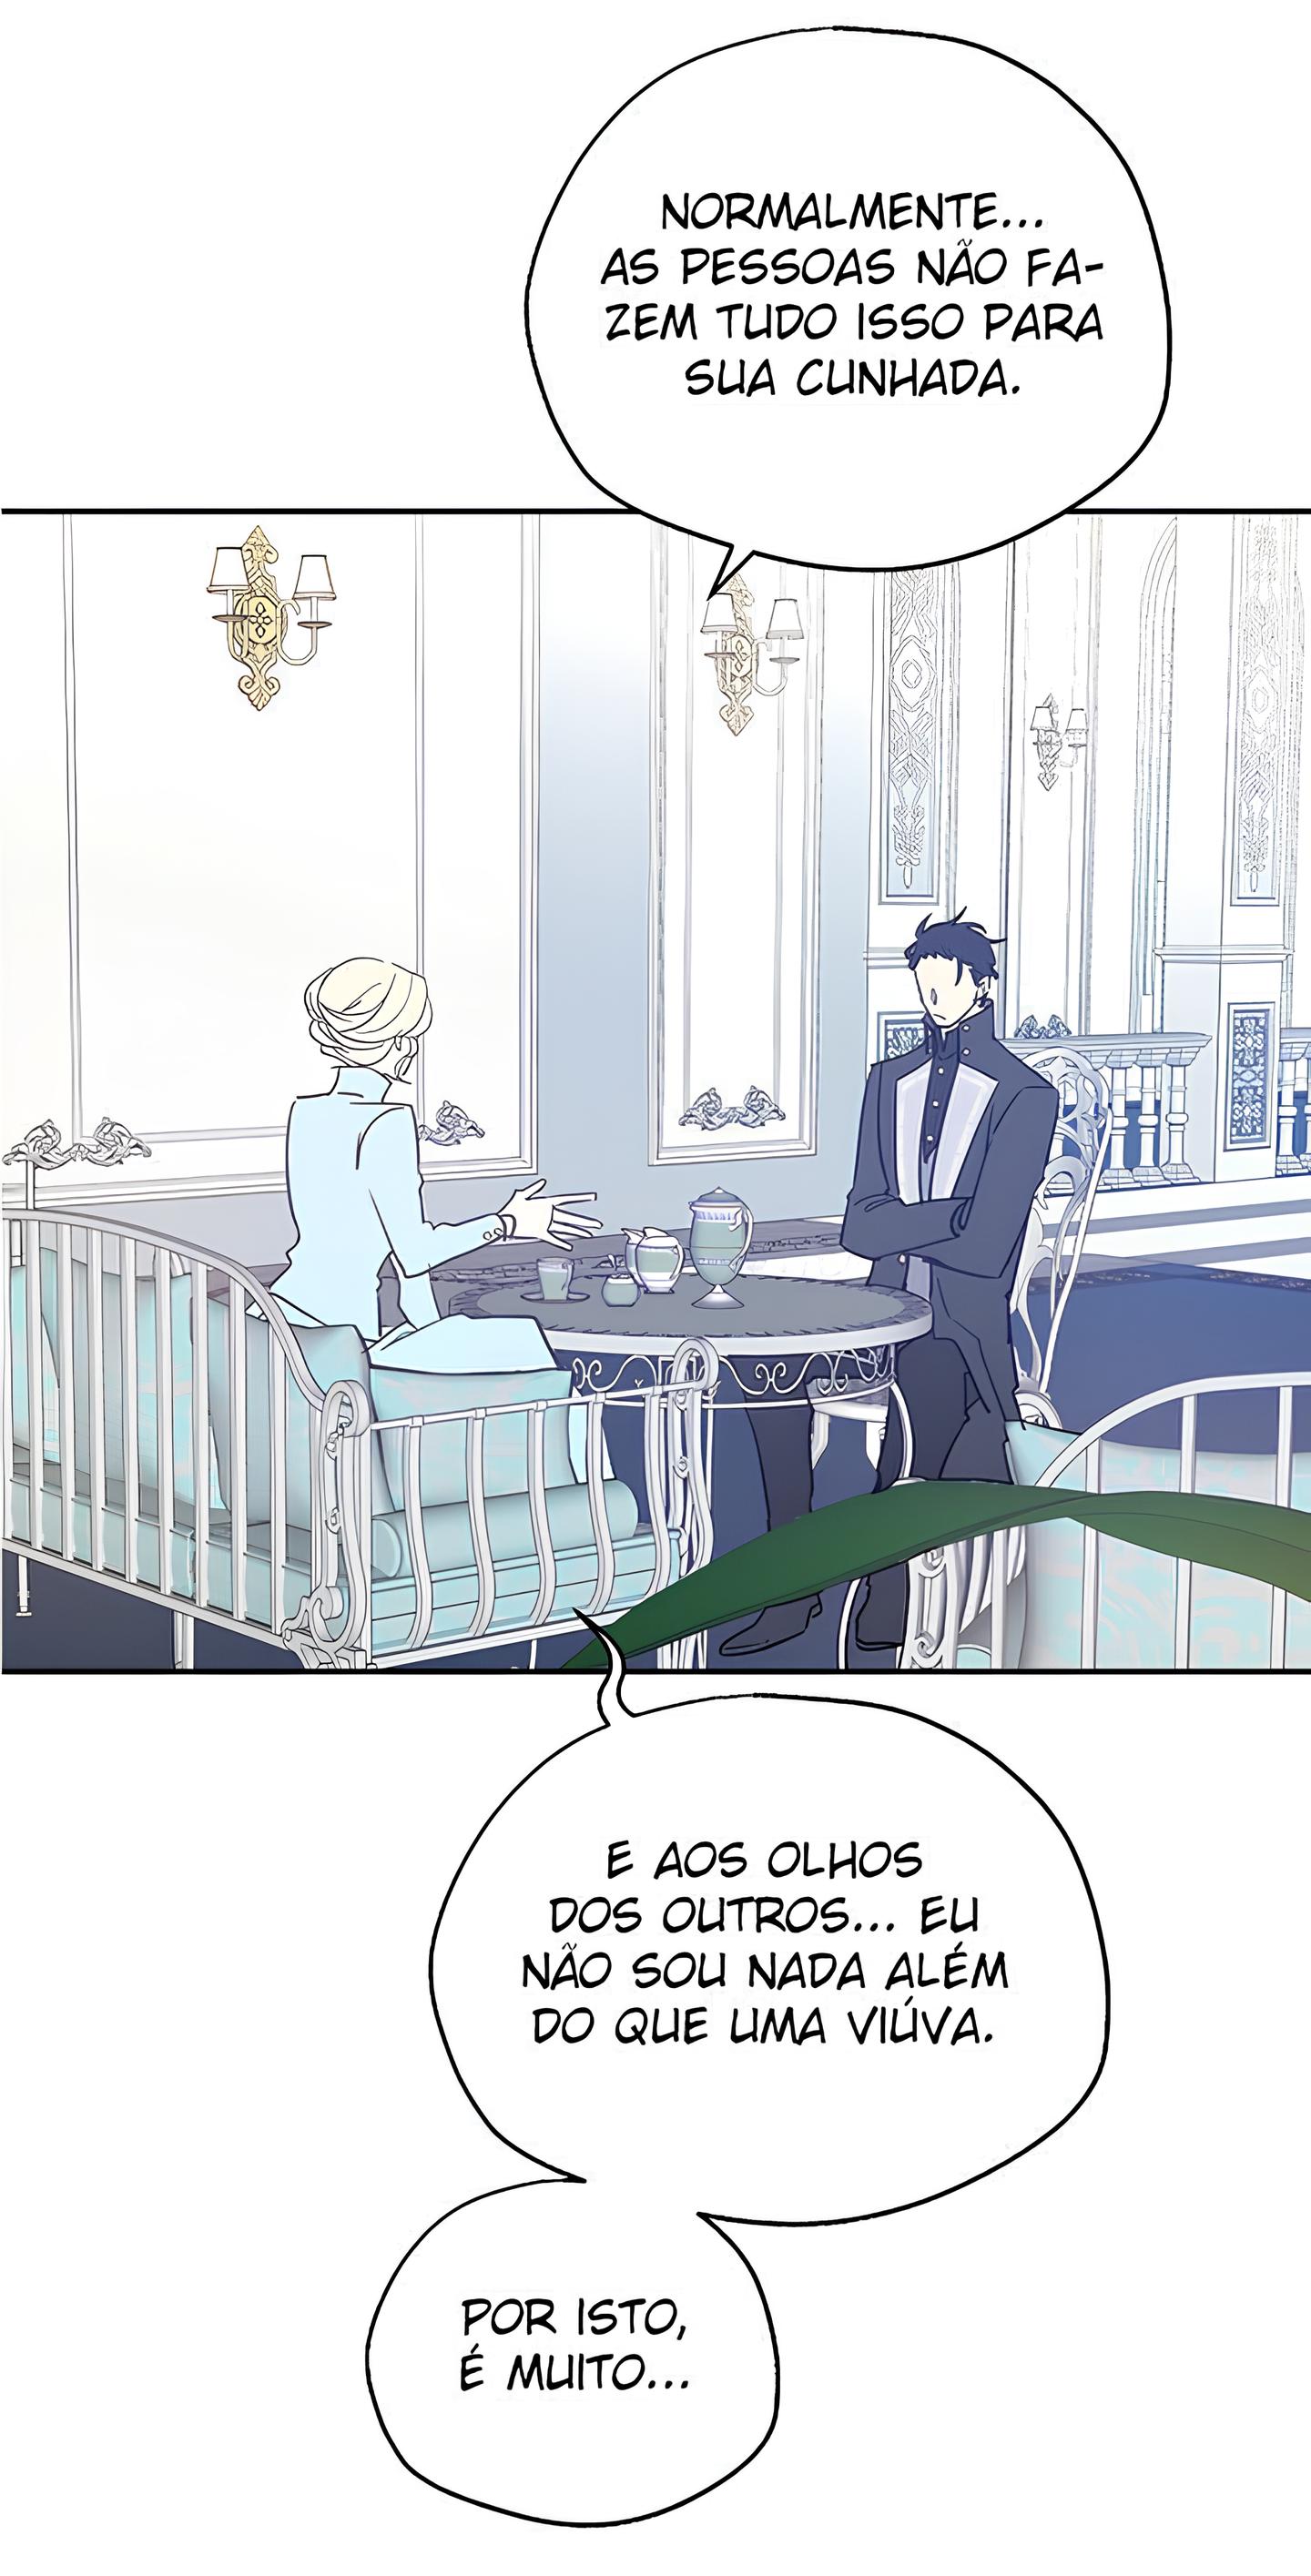 NORMALMENTE...
AS PESSOAS NÃO FA-
ZEM TUDO ISSO PARA
SUA CUNHADA.
E AOS OLHOS
DOS OUTROS... EU
NÃO SOU NADA ALÉM
DO QUE UMA VIÚVA.
POR ISTO,
É MUITO...